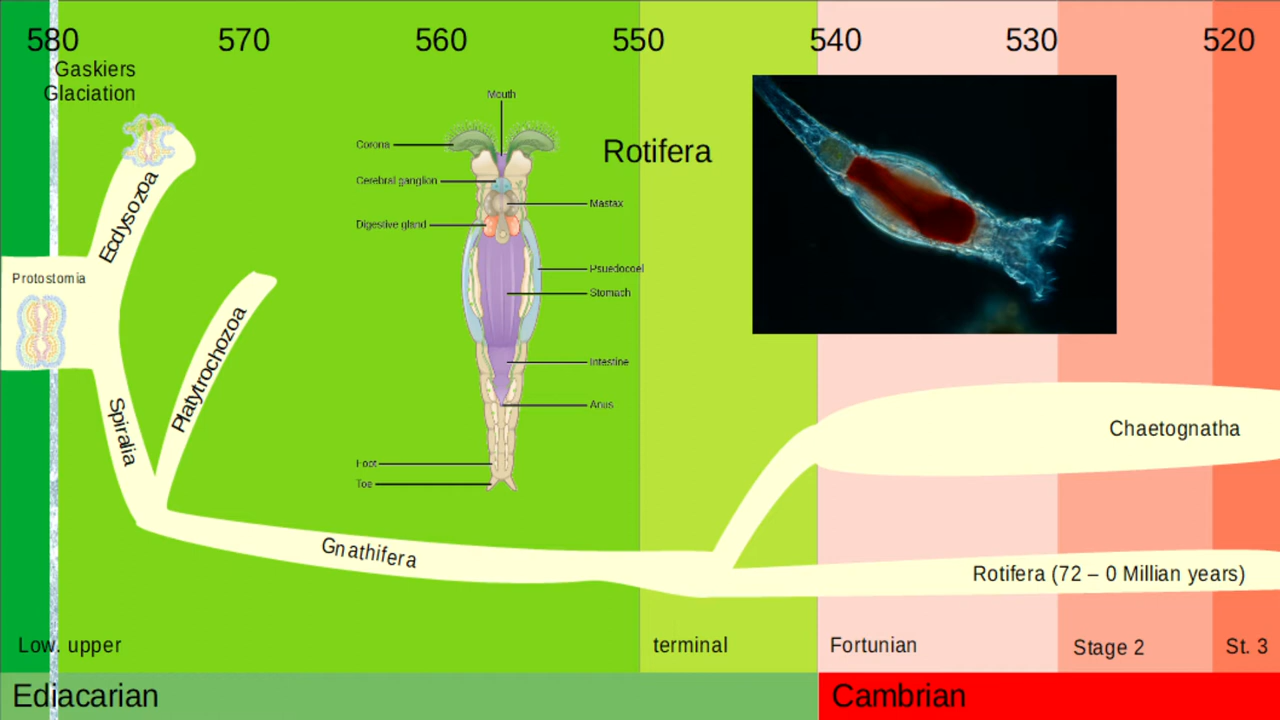 580 570 560 550 540 530 520
Gaskiers
Glaciation
Mouth
Corona
Rotifera
Cerebral ganglion
Mastax
Digestive gland
Ecdysozoa
Psuedocoel
Protostomia
Stomach
Platytrochozoa
Intestine
Anus
Spiralia
Chaetognatha
Foot
Toe
Gnathifera
Rotifera (72 – 0 Millian years)
Low. upper terminal Fortunian Stage 2 St. 3
Ediacarian Cambrian